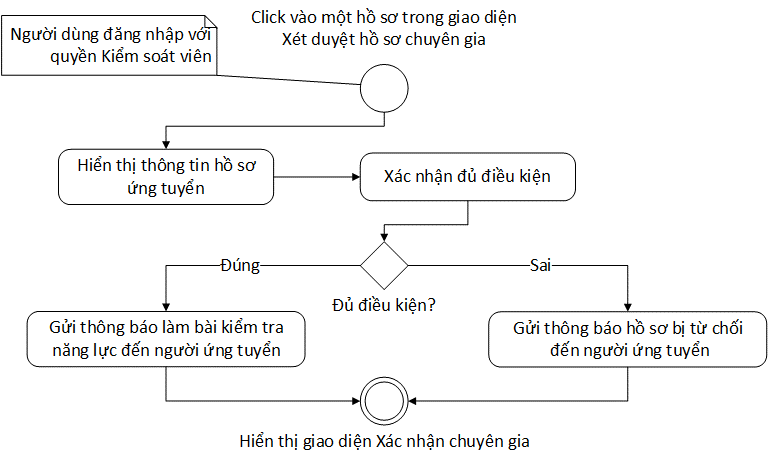 Click vào một hồ sơ trong giao diện
Xét duyệt hồ sơ chuyên gia
Người dùng đăng nhập với
quyền Kiểm soát viên
Hiển thị thông tin hồ sơ
ứng tuyển
Xác nhận đủ điều kiện
Đúng
Sai
Đủ điều kiện?
Gửi thông báo làm bài kiểm tra
năng lực đến người ứng tuyển
Gửi thông báo hồ sơ bị từ chối
đến người ứng tuyển
Hiển thị giao diện Xác nhận chuyên gia